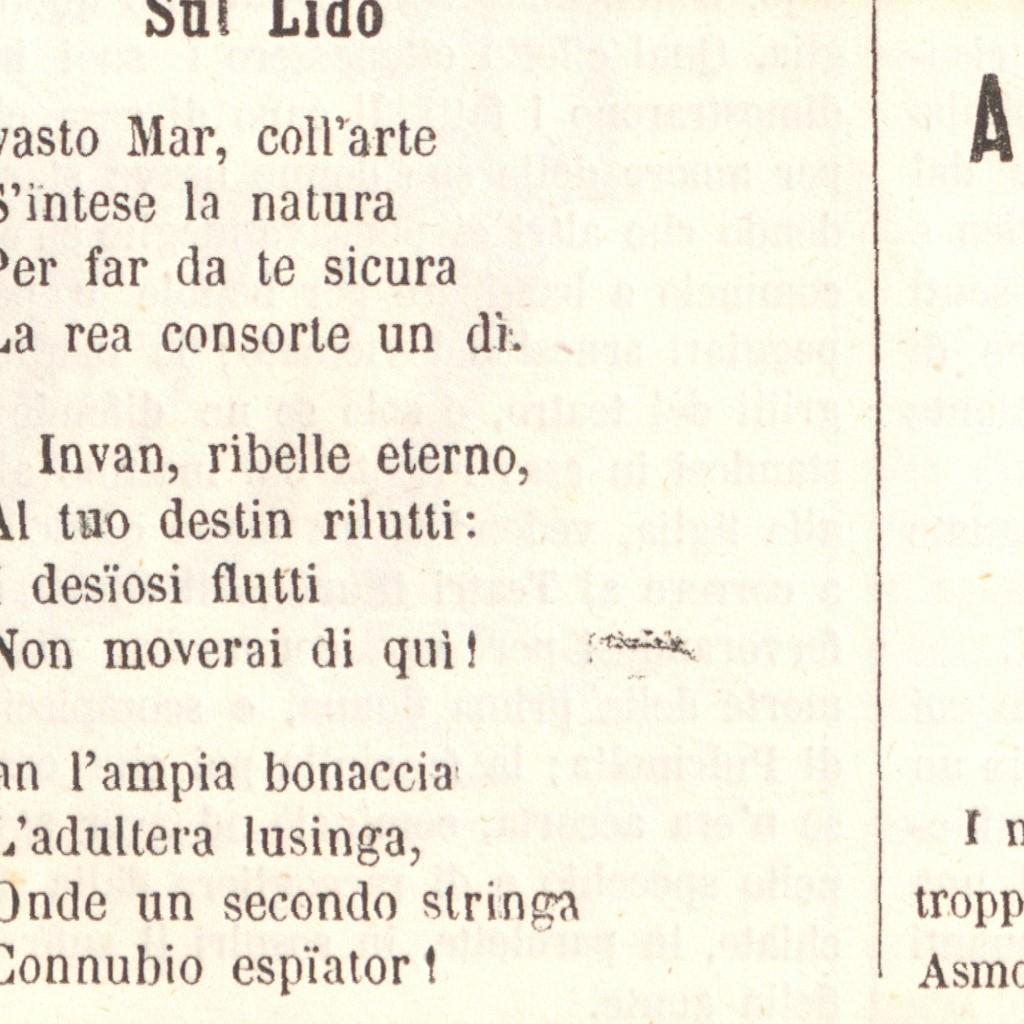 Sul Lido
vasto Mar, coll'arte
S'intese la natura
Per far da te sicura
La rea consorte un dì.
Invan, ribelle eterno,
Al tuo destin rilutti:
I desïosi flutti
Non moverai di quì!
an l'ampia bonaccia
L'adultera lusinga,
Onde un secondo stringa
Connubio espïator!
A
I
tropp
Asmo